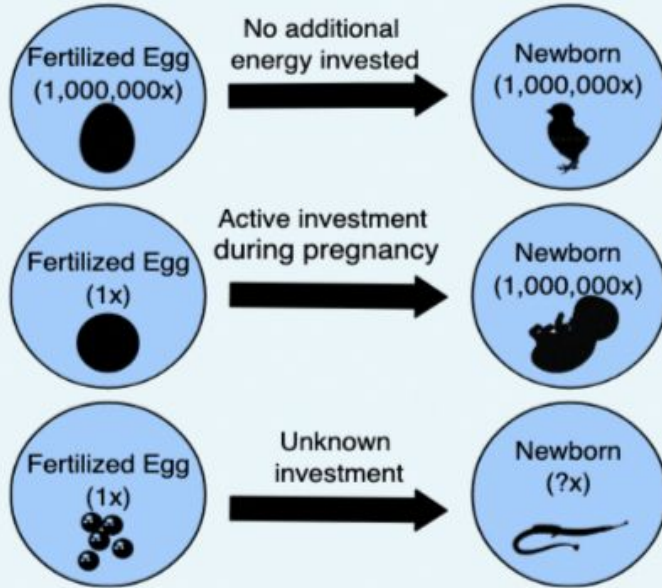 Fertilized Egg
(1,000,000x)
No additional
energy invested
Newborn
(1,000,000x)
Fertilized Egg
(1x)
Active investment
during pregnancy
Newborn
(1,000,000x)
Fertilized Egg
(1x)
Unknown
investment
Newborn
(?x)